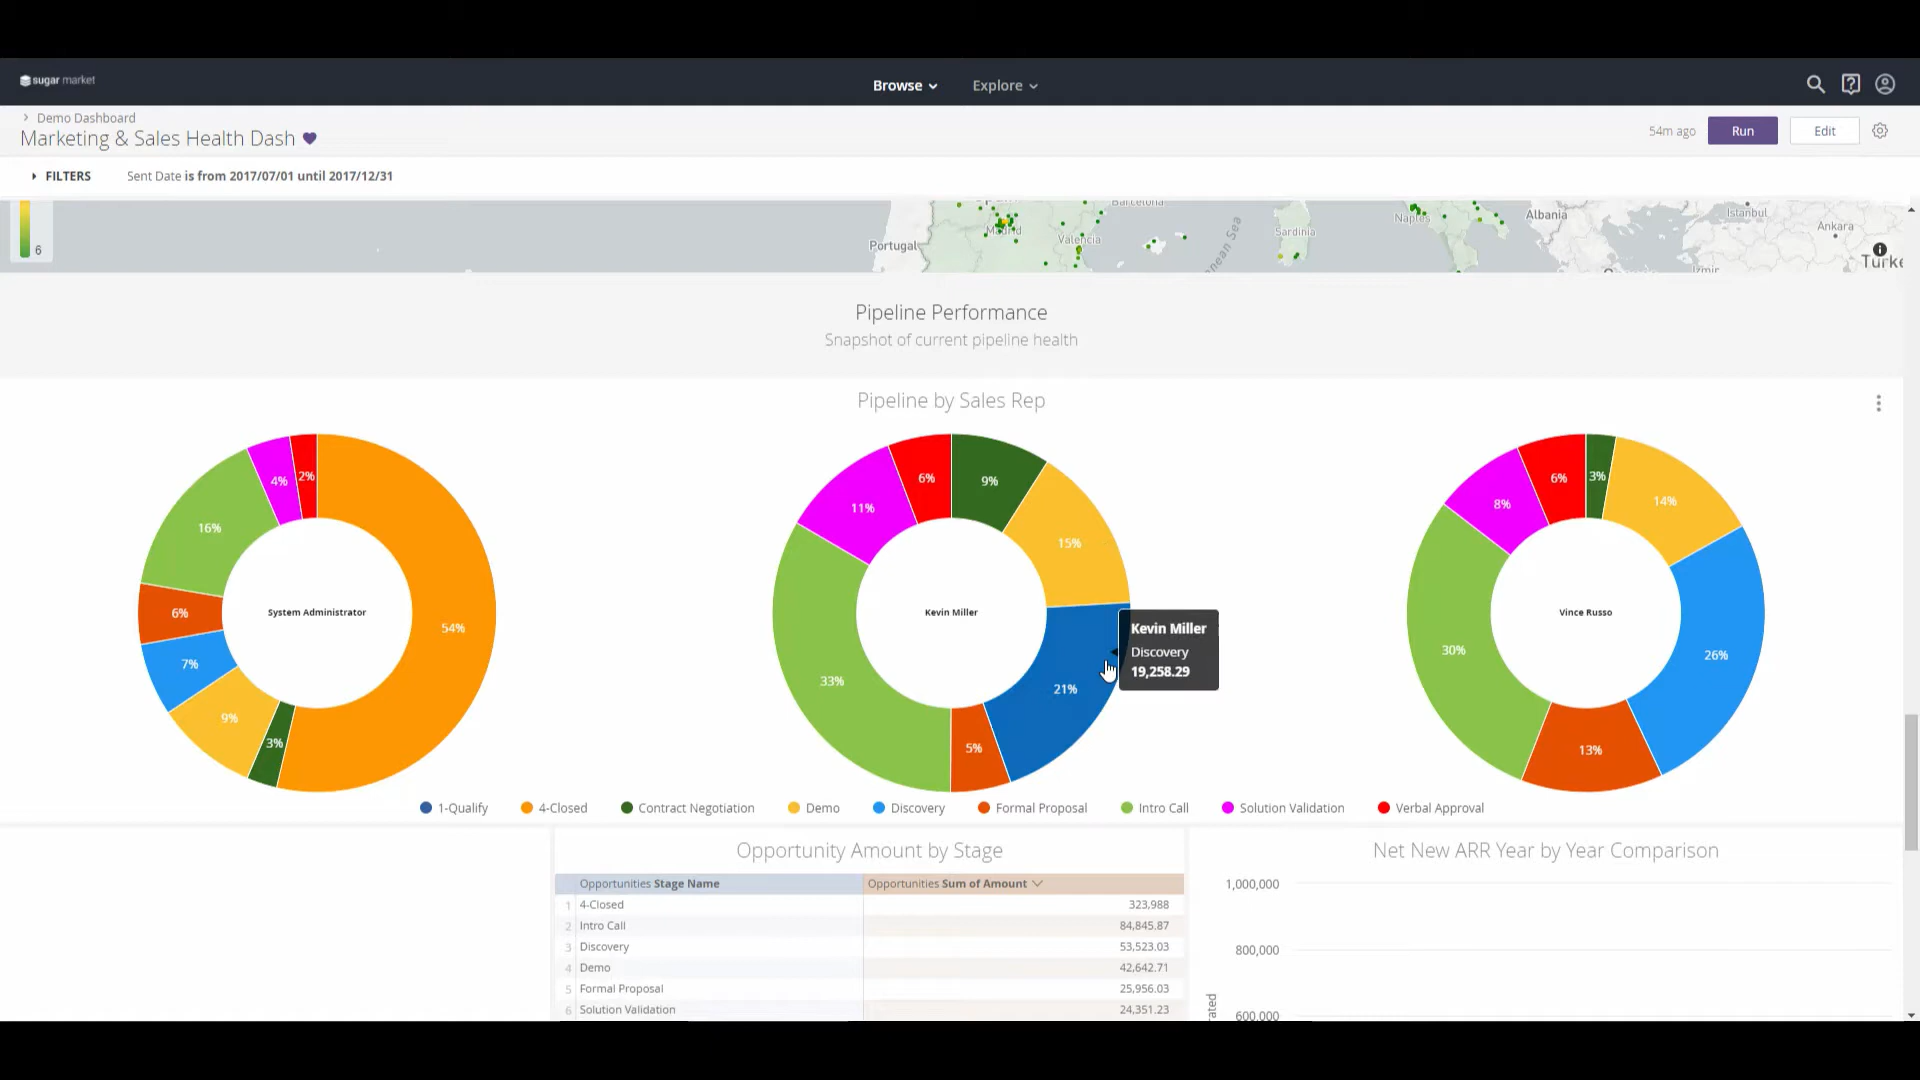 sugar market
Browse
Explore
Demo Dashboard
Marketing & Sales Health Dash
54m ago
Run
Edit
FILTERS
Sent Date is from 2017/07/01 until 2017/12/31
6
Portugal
Spain
Madrid
Barcelona
Valencia
Sardinia
Naples
Albania
Istanbul
Ankara
Pipeline Performance
Snapshot of current pipeline health
Pipeline by Sales Rep
2%
4%
16%
6%
7%
9%
3%
54%
System Administrator
6%
9%
11%
15%
33%
21%
5%
Kevin Miller
Kevin Miller
Discovery
19,258.29
6%
3%
8%
14%
30%
26%
13%
Vince Russo
1-Qualify
4-Closed
Contract Negotiation
Demo
Discovery
Formal Proposal
Intro Call
Solution Validation
Verbal Approval
Opportunity Amount by Stage
Opportunities Stage Name Opportunities Sum of Amount
1 4-Closed 323,988
2 Intro Call 84,845.87
3 Discovery 53,523.03
4 Demo 42,642.71
5 Formal Proposal 25,956.03
6 Solution Validation 24,351.23
Net New ARR Year by Year Comparison
1,000,000
800,000
600,000